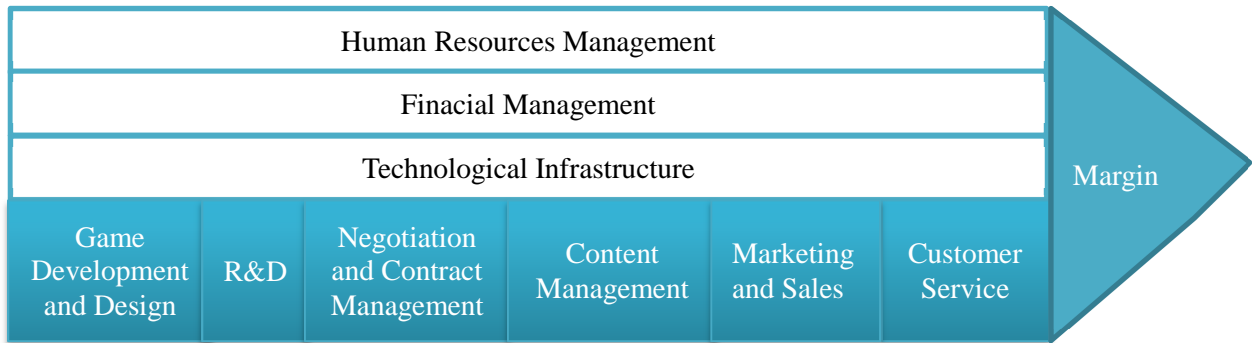 Human Resources Management
Finacial Management
Technological Infrastructure
Margin
Game
Development
and Design
R&D
Negotiation
and Contract
Management
Content
Management
Marketing
and Sales
Customer
Service